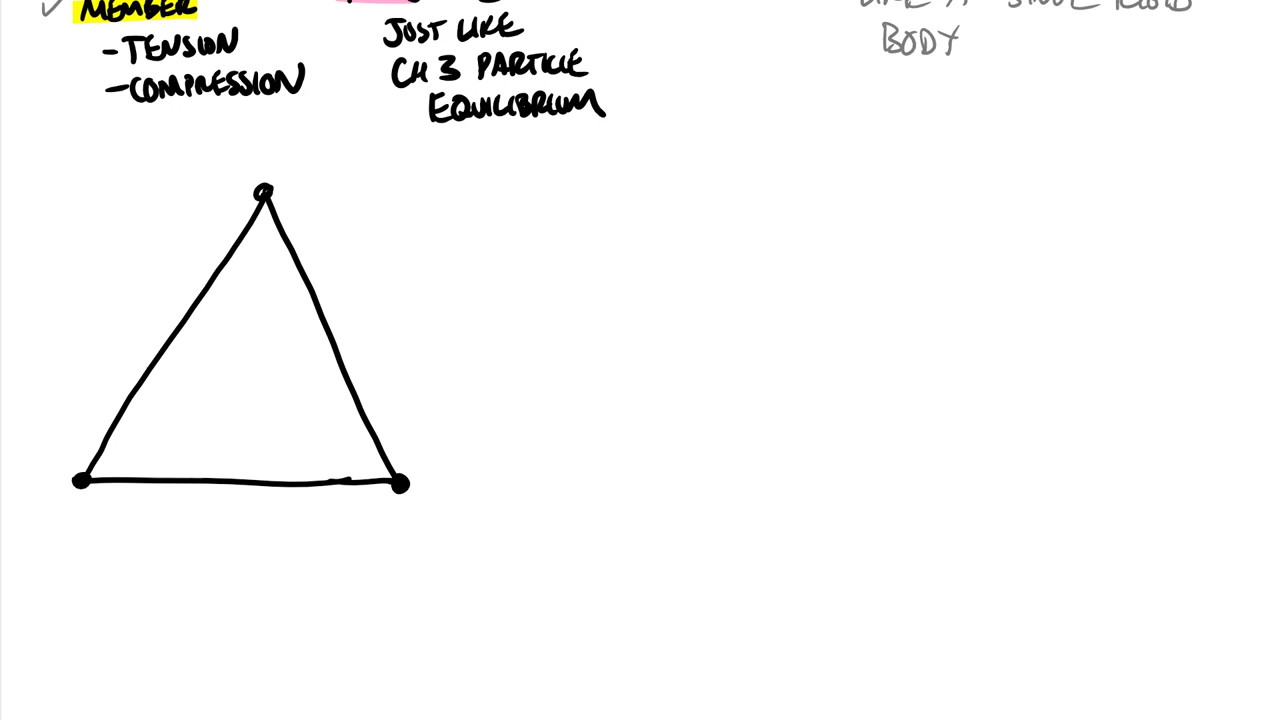 MEMBER
- TENSION
- COMPRESSION
JUST LIKE
CH 3 PARTICLE
EQUILIBRIUM
BODY